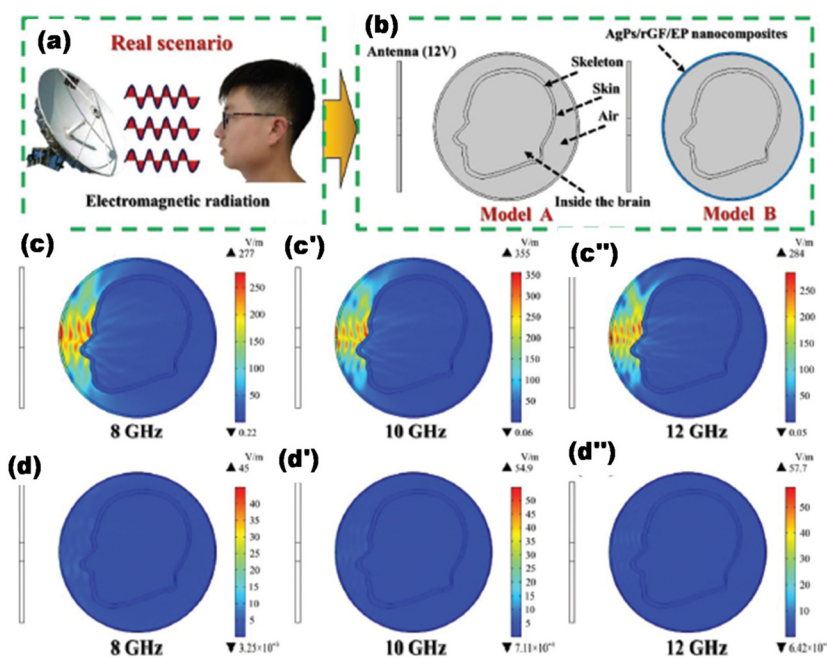 (a)
Real scenario
Electromagnetic radiation
(b)
AgPs/rGF/EP nanocomposites
Antenna (12V)
Skeleton
Skin
Air
Inside the brain
Model A
Model B
(c)
V/m
▲ 277
250
200
150
100
50
▼ 0.22
8 GHz
(c')
V/m
▲ 355
350
300
250
200
150
100
50
▼ 0.06
10 GHz
(c'')
V/m
▲ 284
250
200
150
100
50
▼ 0.05
12 GHz
(d)
V/m
▲ 45
40
35
30
25
20
15
10
5
8 GHz
(d')
V/m
▲ 54.9
50
45
40
35
30
25
20
15
10
5
10 GHz
(d'')
V/m
▲ 57.7
50
40
30
20
10
12 GHz